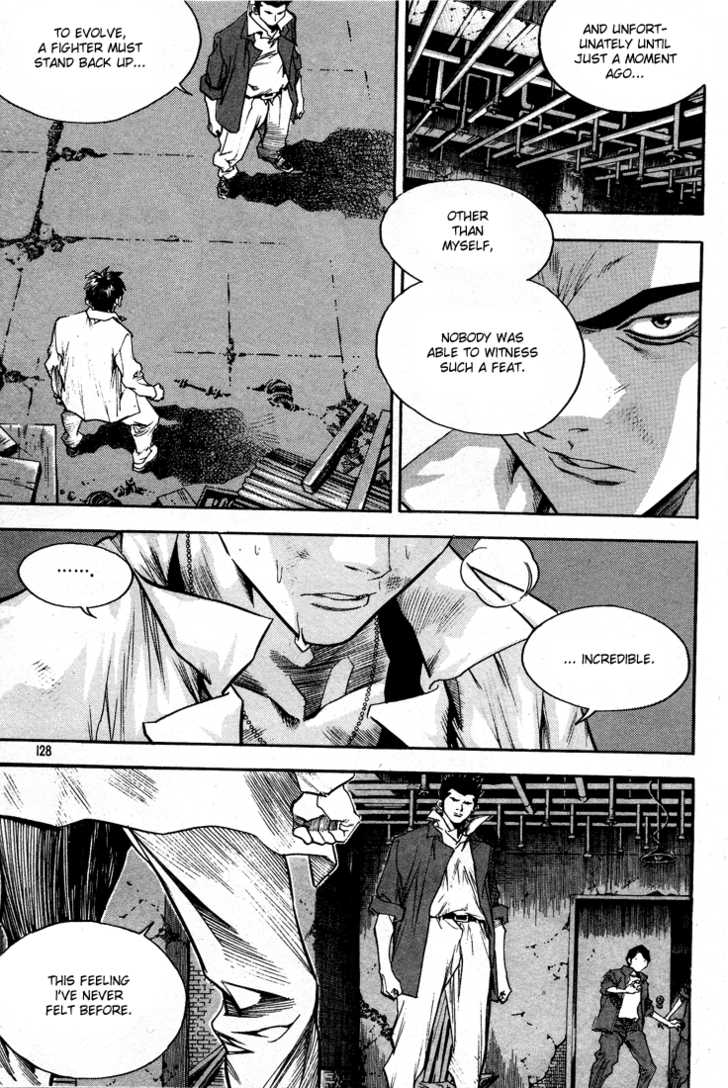 TO EVOLVE,
A FIGHTER MUST
STAND BACK UP...
AND UNFORT-
UNATELY UNTIL
JUST A MOMENT
AGO...
OTHER
THAN
MYSELF,
NOBODY WAS
ABLE TO WITNESS
SUCH A FEAT.
.......
... INCREDIBLE.
128
THIS FEELING
I'VE NEVER
FELT BEFORE.